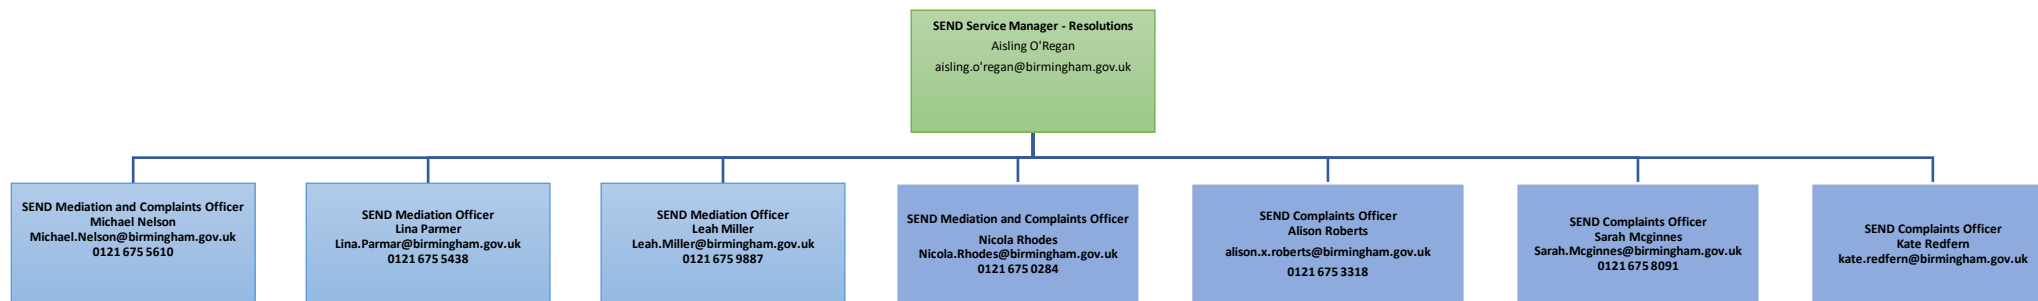 SEND Service Manager - Resolutions
Aisling O'Regan
aisling.o'regan@birmingham.gov.uk
SEND Mediation and Complaints Officer
Michael Nelson
Michael.Nelson@birmingham.gov.uk
0121 675 5610
SEND Mediation Officer
Lina Parmer
Lina.Parmar@birmingham.gov.uk
0121 675 5438
SEND Mediation Officer
Leah Miller
Leah.Miller@birmingham.gov.uk
0121 675 9887
SEND Mediation and Complaints Officer
Nicola Rhodes
Nicola.Rhodes@birmingham.gov.uk
0121 675 0284
SEND Complaints Officer
Alison Roberts
alison.x.roberts@birmingham.gov.uk
0121 675 3318
SEND Complaints Officer
Sarah Mcginnes
Sarah.Mcginnes@birmingham.gov.uk
0121 675 8091
SEND Complaints Officer
Kate Redfern
kate.redfern@birmingham.gov.uk